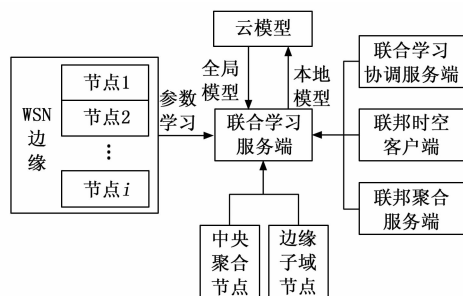 云模型
全局
模型
本地
模型
WSN
边
缘
节点1
节点2
⋮
节点i
参数
学习
联合学习
服务端
联合学习
协调服务端
联邦时空
客户端
联邦聚合
服务端
中央
聚合
节点
边缘
子域
节点